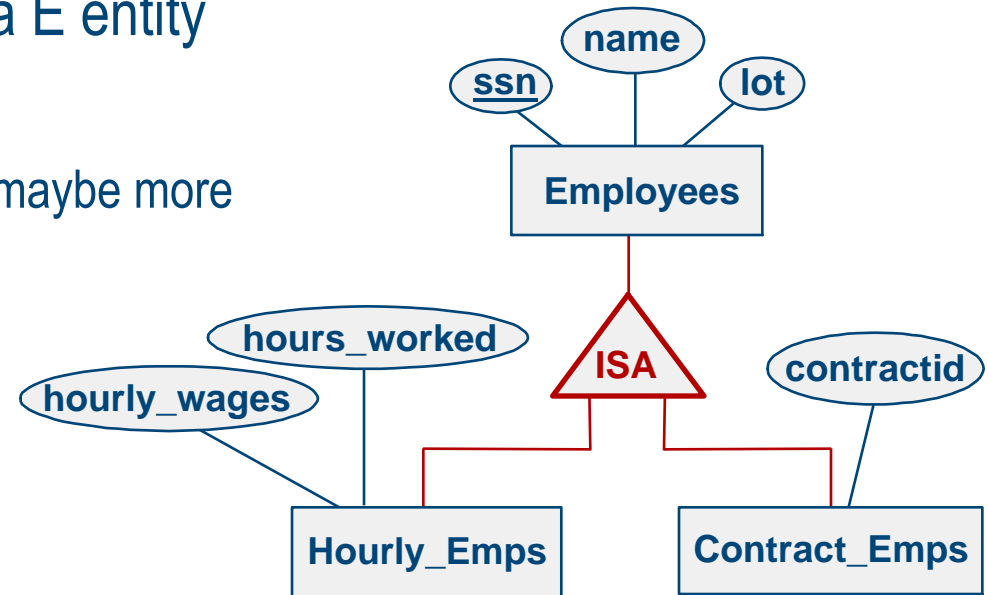 a E entity
maybe more
name
ssn
lot
Employees
hours_worked
ISA
contractid
hourly_wages
Hourly_Emps
Contract_Emps